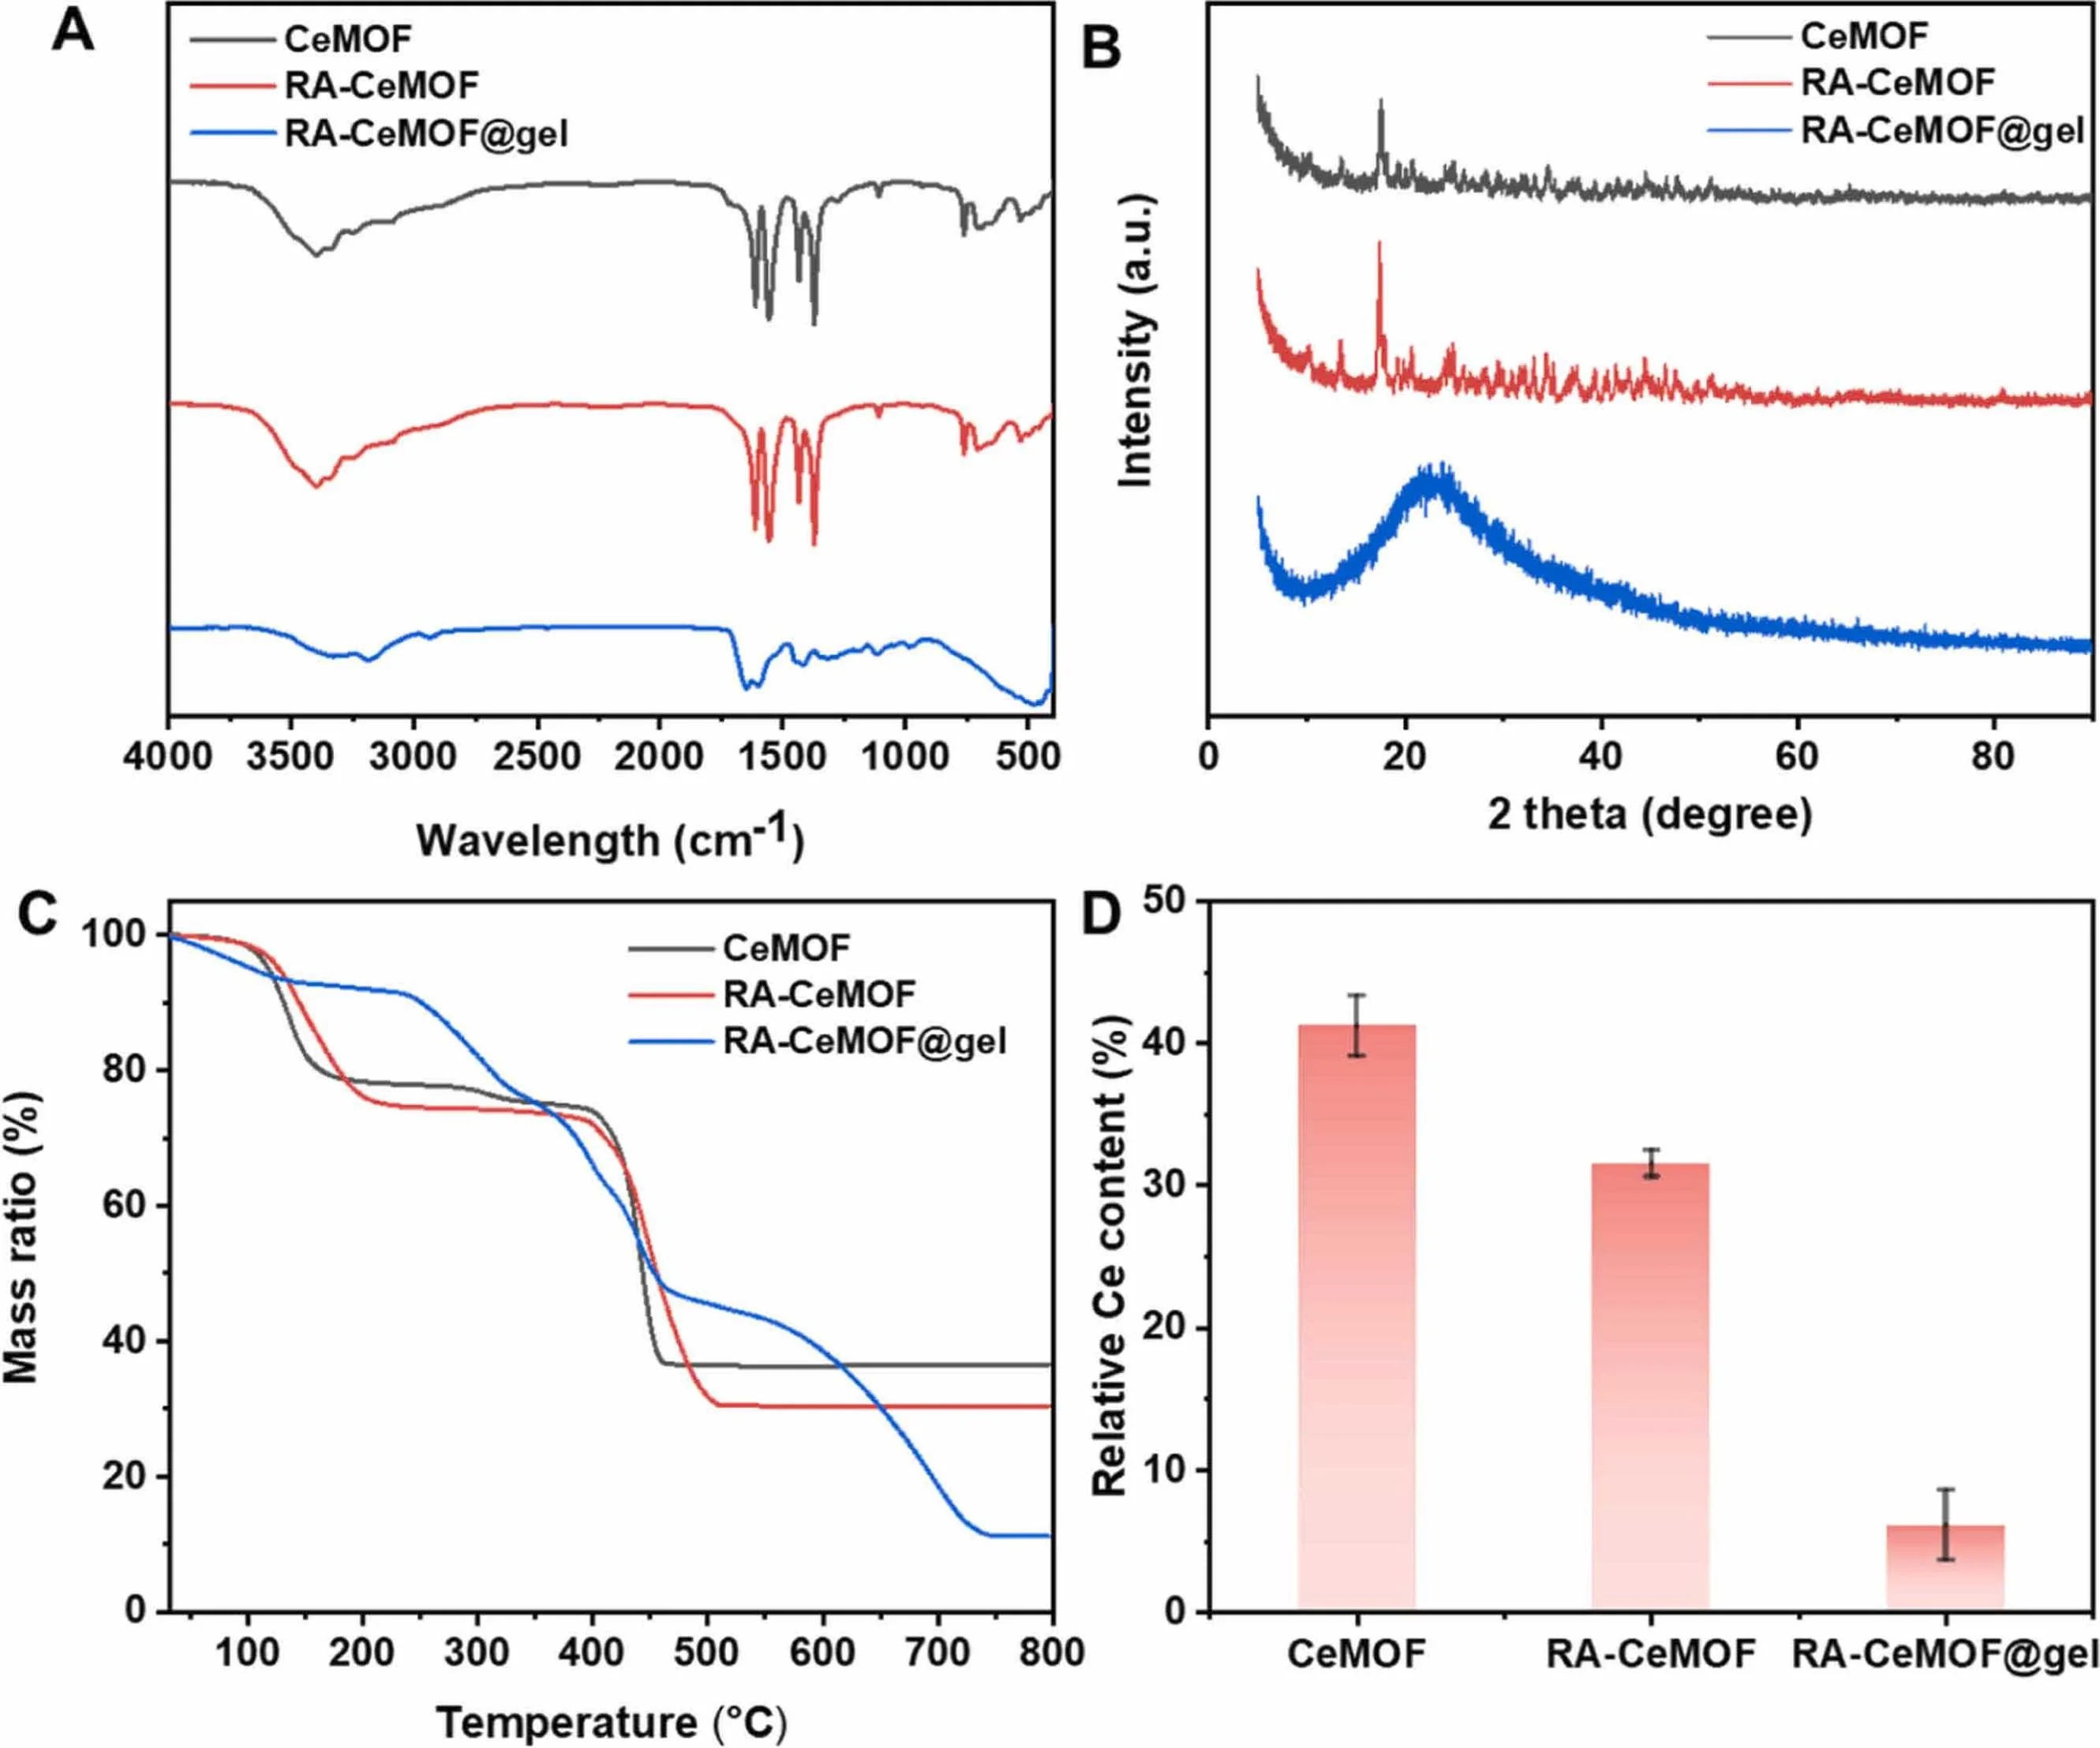 A
CeMOF
RA-CeMOF
RA-CeMOF@gel
4000 3500 3000 2500 2000 1500 1000 500
Wavelength (cm-1)
B
CeMOF
RA-CeMOF
RA-CeMOF@gel
Intensity (a.u.)
0 20 40 60 80
2 theta (degree)
C
CeMOF
RA-CeMOF
RA-CeMOF@gel
Mass ratio (%)
100
80
60
40
20
0
100 200 300 400 500 600 700 800
Temperature (°C)
D
Relative Ce content (%)
50
40
30
20
10
0
CeMOF RA-CeMOF RA-CeMOF@gel